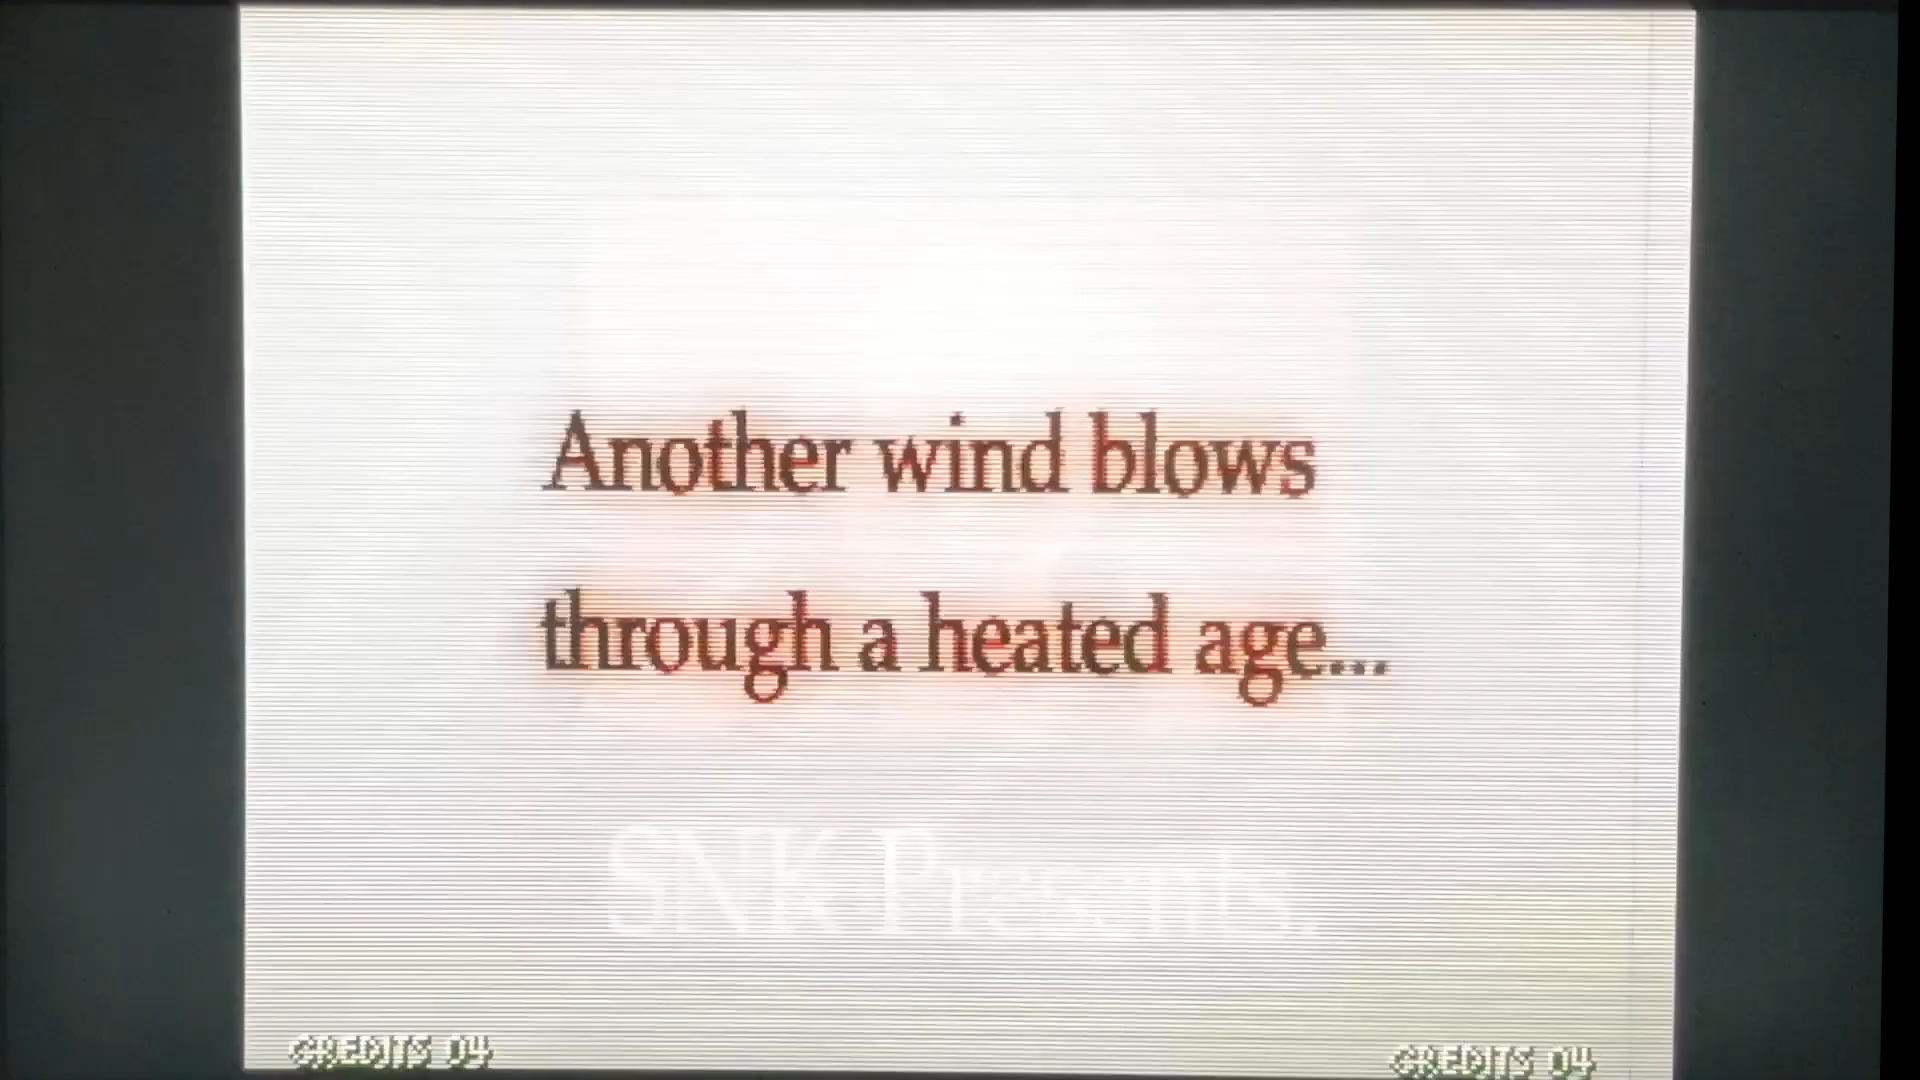 Another wind blows
through a heated age...
SNK Presents.
CREDITS 04
CREDITS 04